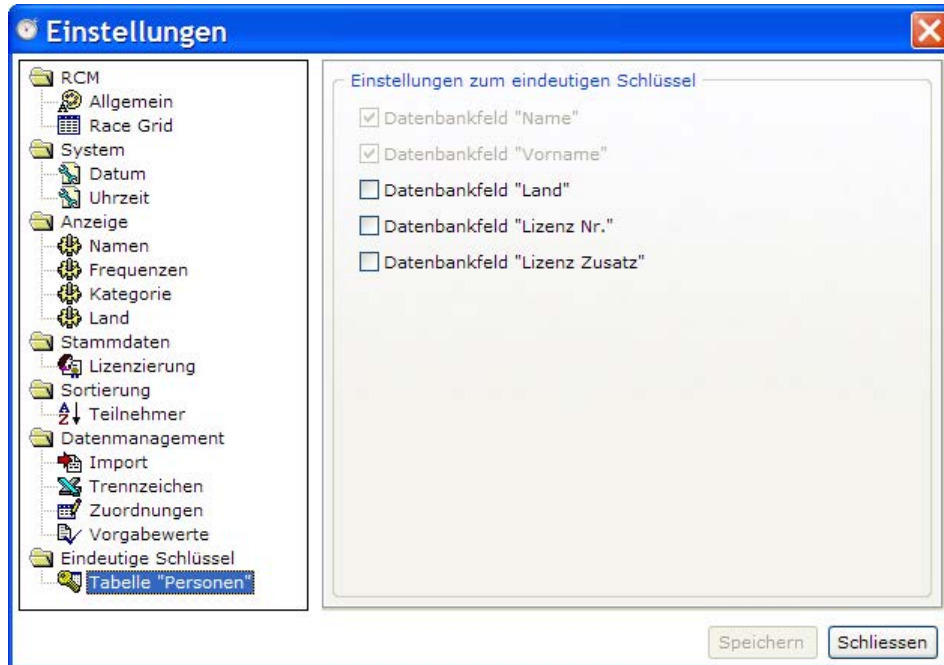 Einstellungen
RCM
Allgemein
Race Grid
System
Datum
Uhrzeit
Anzeige
Namen
Frequenzen
Kategorie
Land
Stammdaten
Lizenzierung
Sortierung
Teilnehmer
Datenmanagement
Import
Trennzeichen
Zuordnungen
Vorgabewerte
Eindeutige Schlüssel
Tabelle "Personen"
Einstellungen zum eindeutigen Schlüssel
Datenbankfeld "Name"
Datenbankfeld "Vorname"
Datenbankfeld "Land"
Datenbankfeld "Lizenz Nr."
Datenbankfeld "Lizenz Zusatz"
Speichern
Schliessen